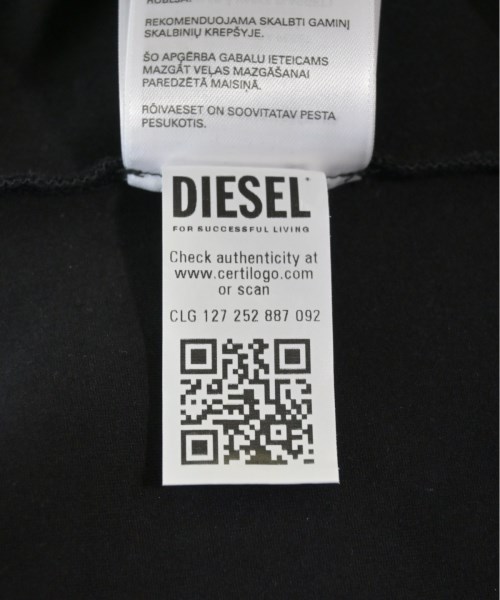 REKOMENDUOJAMA SKALBTI GAMINĮ
SKALBINIŲ KREPŠYJE.
ŠO APĢĒRBA GABALU IETEICAMS
MAZGĀT VEĻAS MAZGĀŠANAI
PAREDZĒTĀ MAISIŅĀ.
RÕIVAESET ON SOOVITATAV PESTA
PESUKOTIS.
DIESEL
FOR SUCCESSFUL LIVING
Check authenticity at
www.certilogo.com
or scan
CLG 127 252 887 092